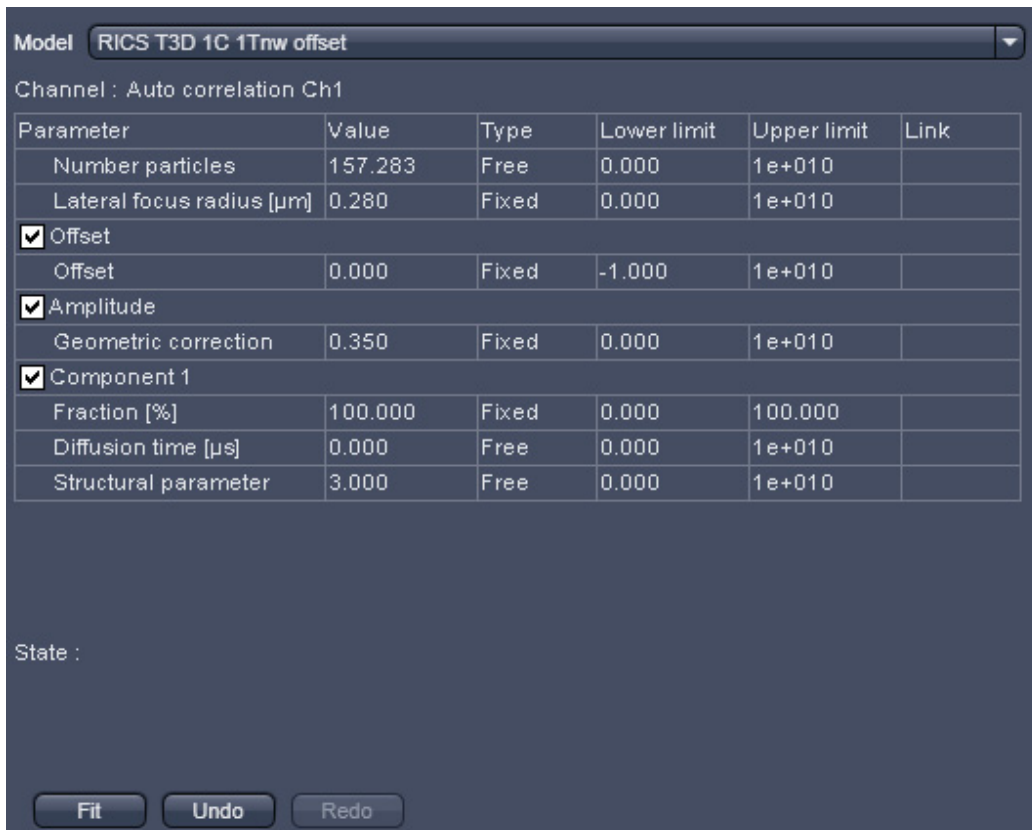 Model RICS T3D 1C 1Tnw offset
Channel : Auto correlation Ch1
Parameter Value Type Lower limit Upper limit Link
Number particles 157.283 Free 0.000 1e+010
Lateral focus radius [µm] 0.280 Fixed 0.000 1e+010
Offset
Offset 0.000 Fixed -1.000 1e+010
Amplitude
Geometric correction 0.350 Fixed 0.000 1e+010
Component 1
Fraction [%] 100.000 Fixed 0.000 100.000
Diffusion time [µs] 0.000 Free 0.000 1e+010
Structural parameter 3.000 Free 0.000 1e+010
State :
Fit Undo Redo